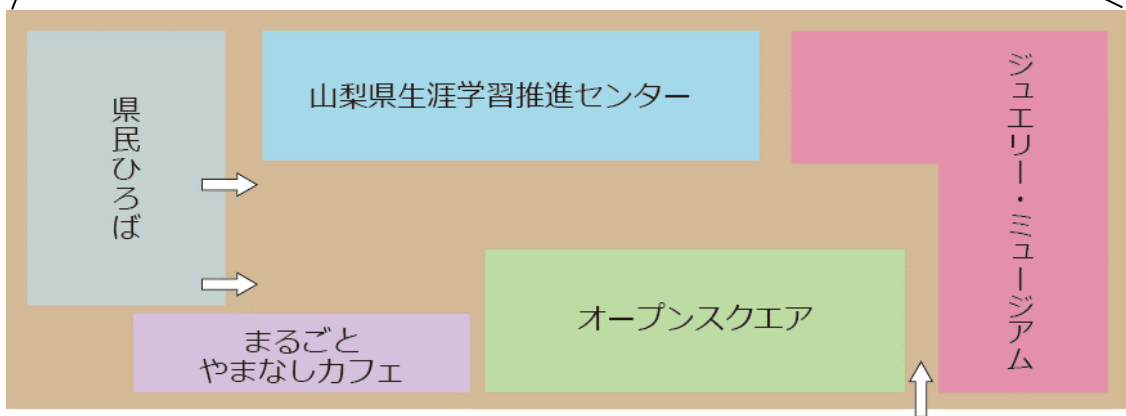 県民ひろば
山梨県生涯学習推進センター
ジュエリー・ミュージアム
オープンスクエア
まるごと
やまなしカフェ